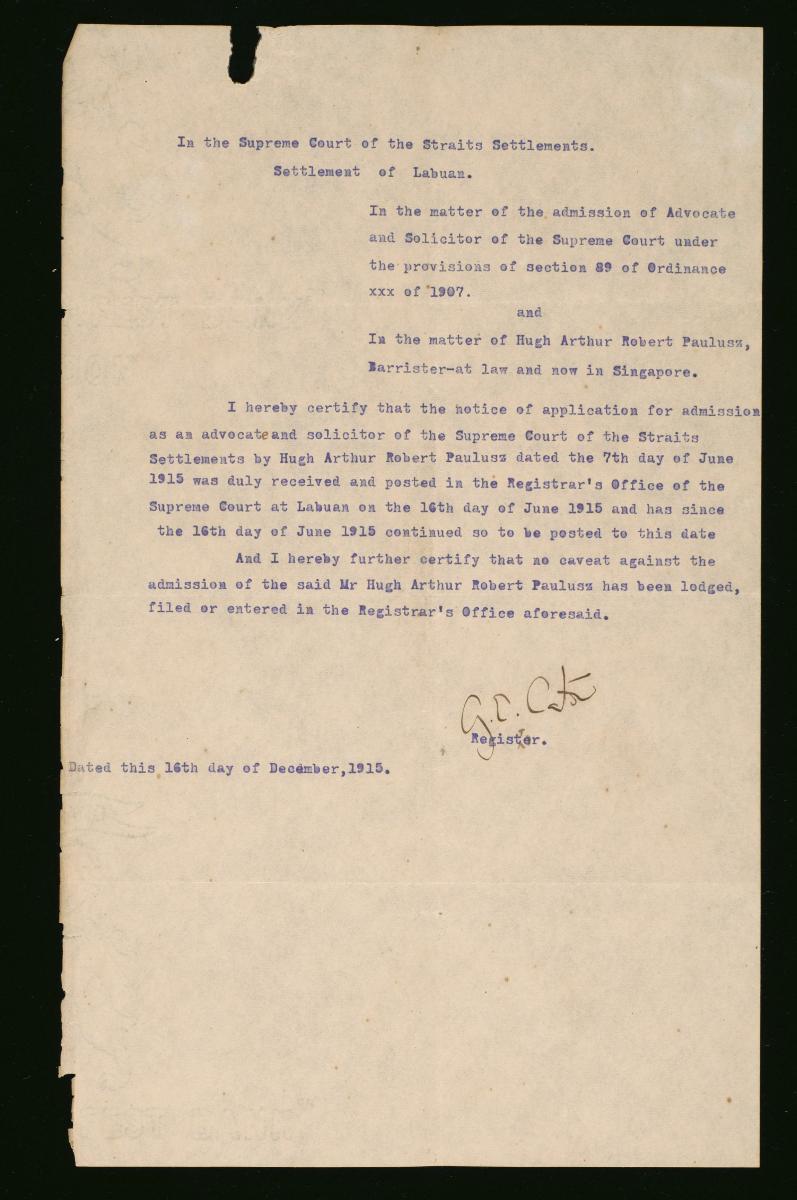 In the Supreme Court of the Straits Settlements.
Settlement of Labuan.
In the matter of the admission of Advocate
and Solicitor of the Supreme Court under
the provisions of section 89 of Ordinance
xxx of 1907.
and
In the matter of Hugh Arthur Robert Paulusz,
Barrister-at law and now in Singapore.
I hereby certify that the notice of application for admission
as an advocate and solicitor of the Supreme Court of the Straits
Settlements by Hugh Arthur Robert Paulusz dated the 7th day of June
1915 was duly received and posted in the Registrar's Office of the
Supreme Court at Labuan on the 16th day of June 1915 and has since
the 16th day of June 1915 continued so to be posted to this date
And I hereby further certify that no caveat against the
admission of the said Mr Hugh Arthur Robert Paulusz has been lodged,
filed or entered in the Registrar's Office aforesaid.
G.E.
Register.
Dated this 16th day of December,1915.